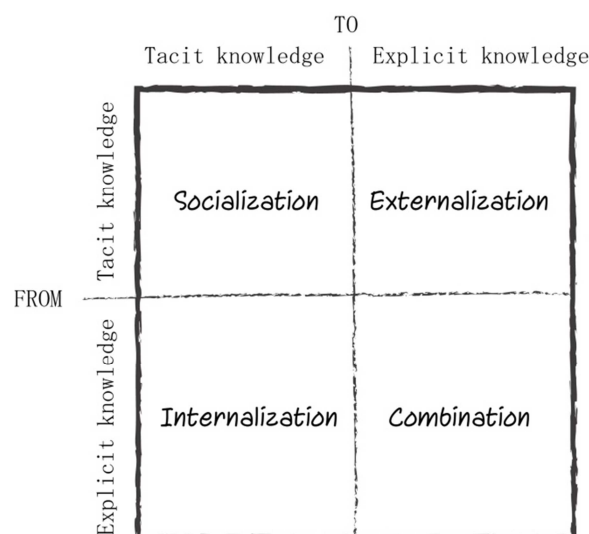 TO
Tacit knowledge
Explicit knowledge
Tacit knowledge
Socialization
Externalization
FROM
Explicit knowledge
Internalization
Combination